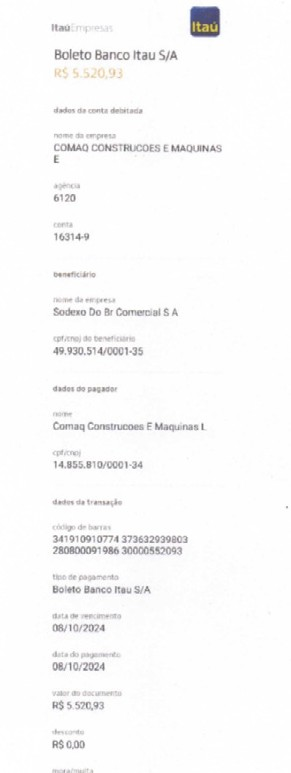 ItaúEmpresas
Itaú
Boleto Banco Itau S/A
R$ 5.520,93
dados da conta debitada
nome da empresa
COMAQ CONSTRUCOES E MAQUINAS
E
agência
6120
conta
16314-9
beneficiário
nome da empresa
Sodexo Do Br Comercial S A
cpf/cnpj do beneficiário
49.930.514/0001-35
dados do pagador
nome
Comaq Construcoes E Maquinas L
cpf/cnpj
14.855.810/0001-34
dados da transação
código de barras
341910910774 373632939803
280800091986 30000552093
tipo de pagamento
Boleto Banco Itau S/A
data de vencimento
08/10/2024
data do pagamento
08/10/2024
valor do documento
R$ 5.520,93
desconto
R$ 0,00
mora/multa